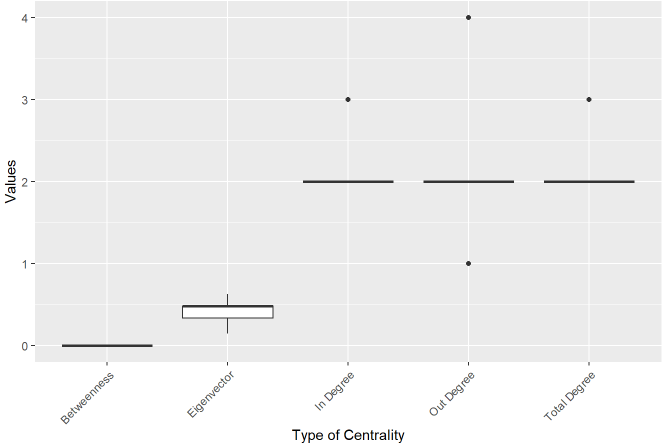 4
3
2
1
0
Values
Betweenness
Eigenvector
In Degree
Out Degree
Total Degree
Type of Centrality